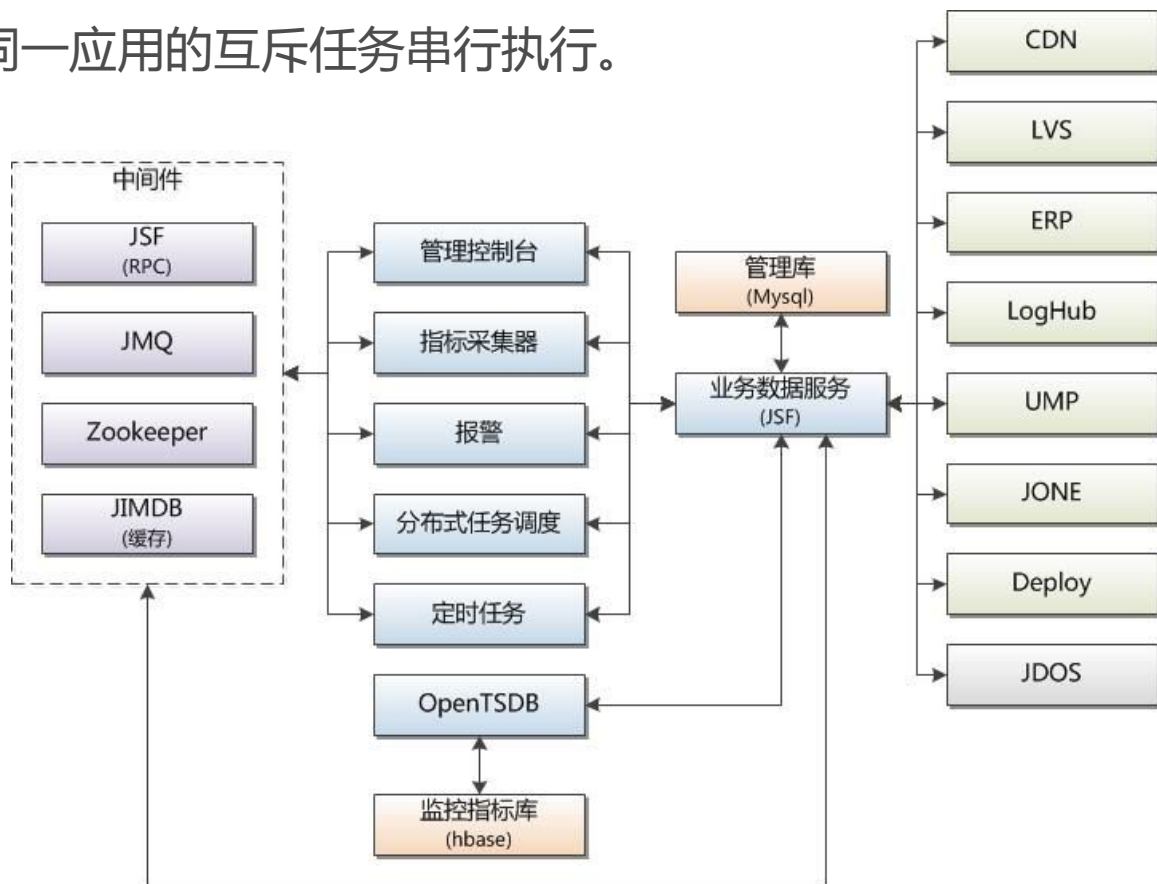 同一应用的互斥任务串行执行。
中间件
JSF
(RPC)
JMQ
Zookeeper
JIMDB
(缓存)
管理控制台
指标采集器
报警
分布式任务调度
定时任务
OpenTSDB
监控指标库
(hbase)
管理库
(Mysql)
业务数据服务
(JSF)
CDN
LVS
ERP
LogHub
UMP
JONE
Deploy
JDOS